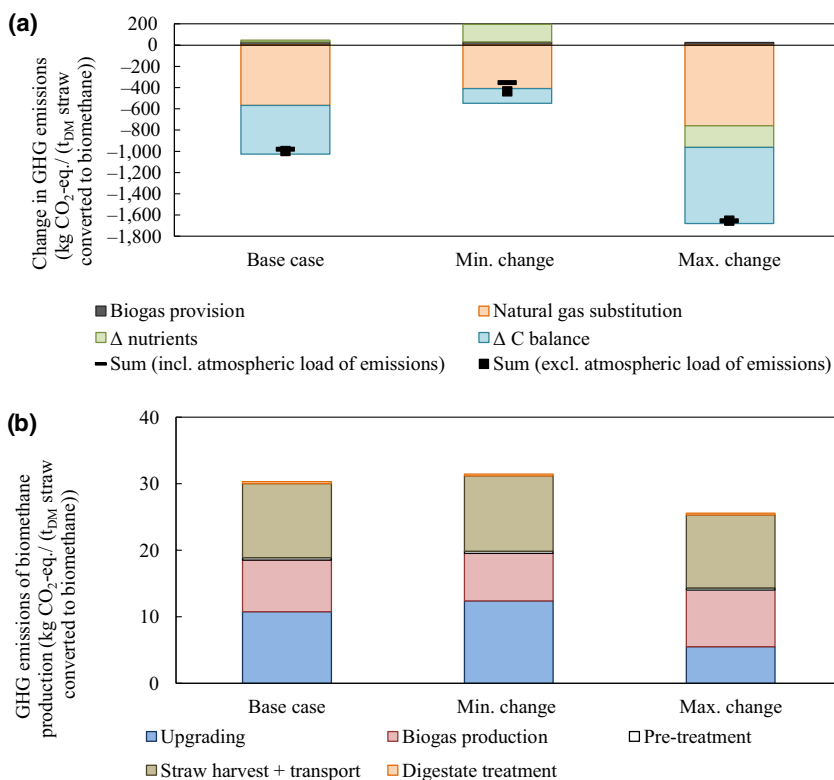 (a)
Change in GHG emissions
(kg CO₂-eq./ (t_DM straw
converted to biomethane))
200
0
–200
–400
–600
–800
–1,000
–1,200
–1,400
–1,600
–1,800
Base case Min. change Max. change
Biogas provision Natural gas substitution
Δ nutrients Δ C balance
Sum (incl. atmospheric load of emissions) Sum (excl. atmospheric load of emissions)
(b)
GHG emissions of biomethane
production (kg CO₂-eq./ (t_DM straw
converted to biomethane))
40
30
20
10
0
Base case Min. change Max. change
Upgrading Biogas production Pre-treatment
Straw harvest + transport Digestate treatment